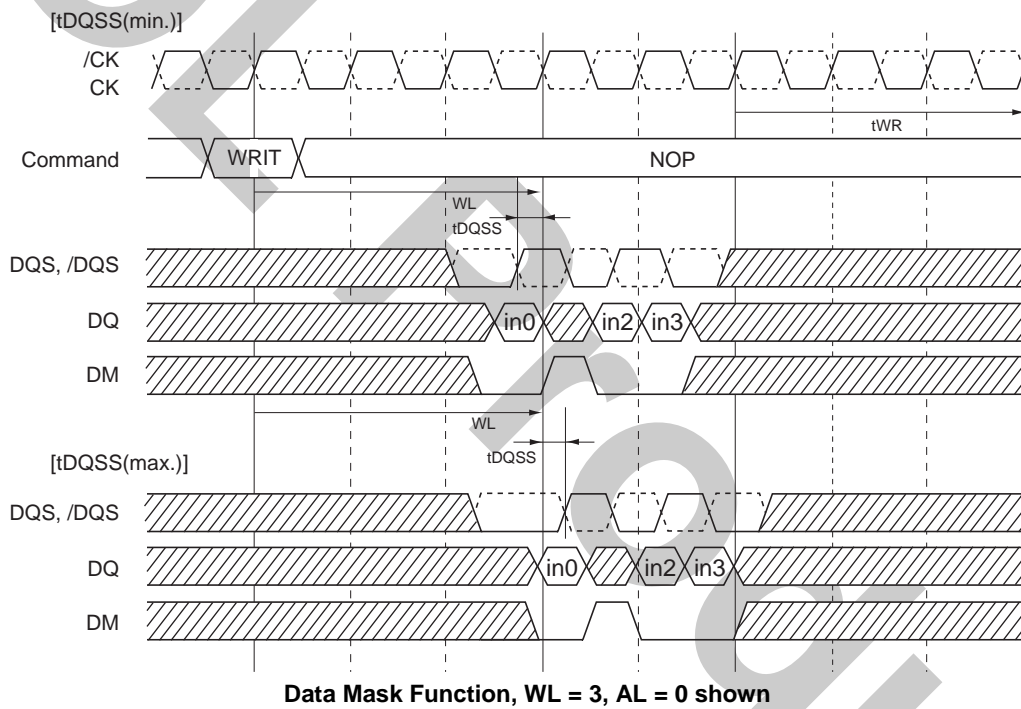 [tDQSS(min.)]
/CK
CK
tWR
Command WRIT NOP
WL
tDQSS
DQS, /DQS
DQ in0 in2 in3
DM
WL
tDQSS
[tDQSS(max.)]
DQS, /DQS
DQ in0 in2 in3
DM
Data Mask Function, WL = 3, AL = 0 shown